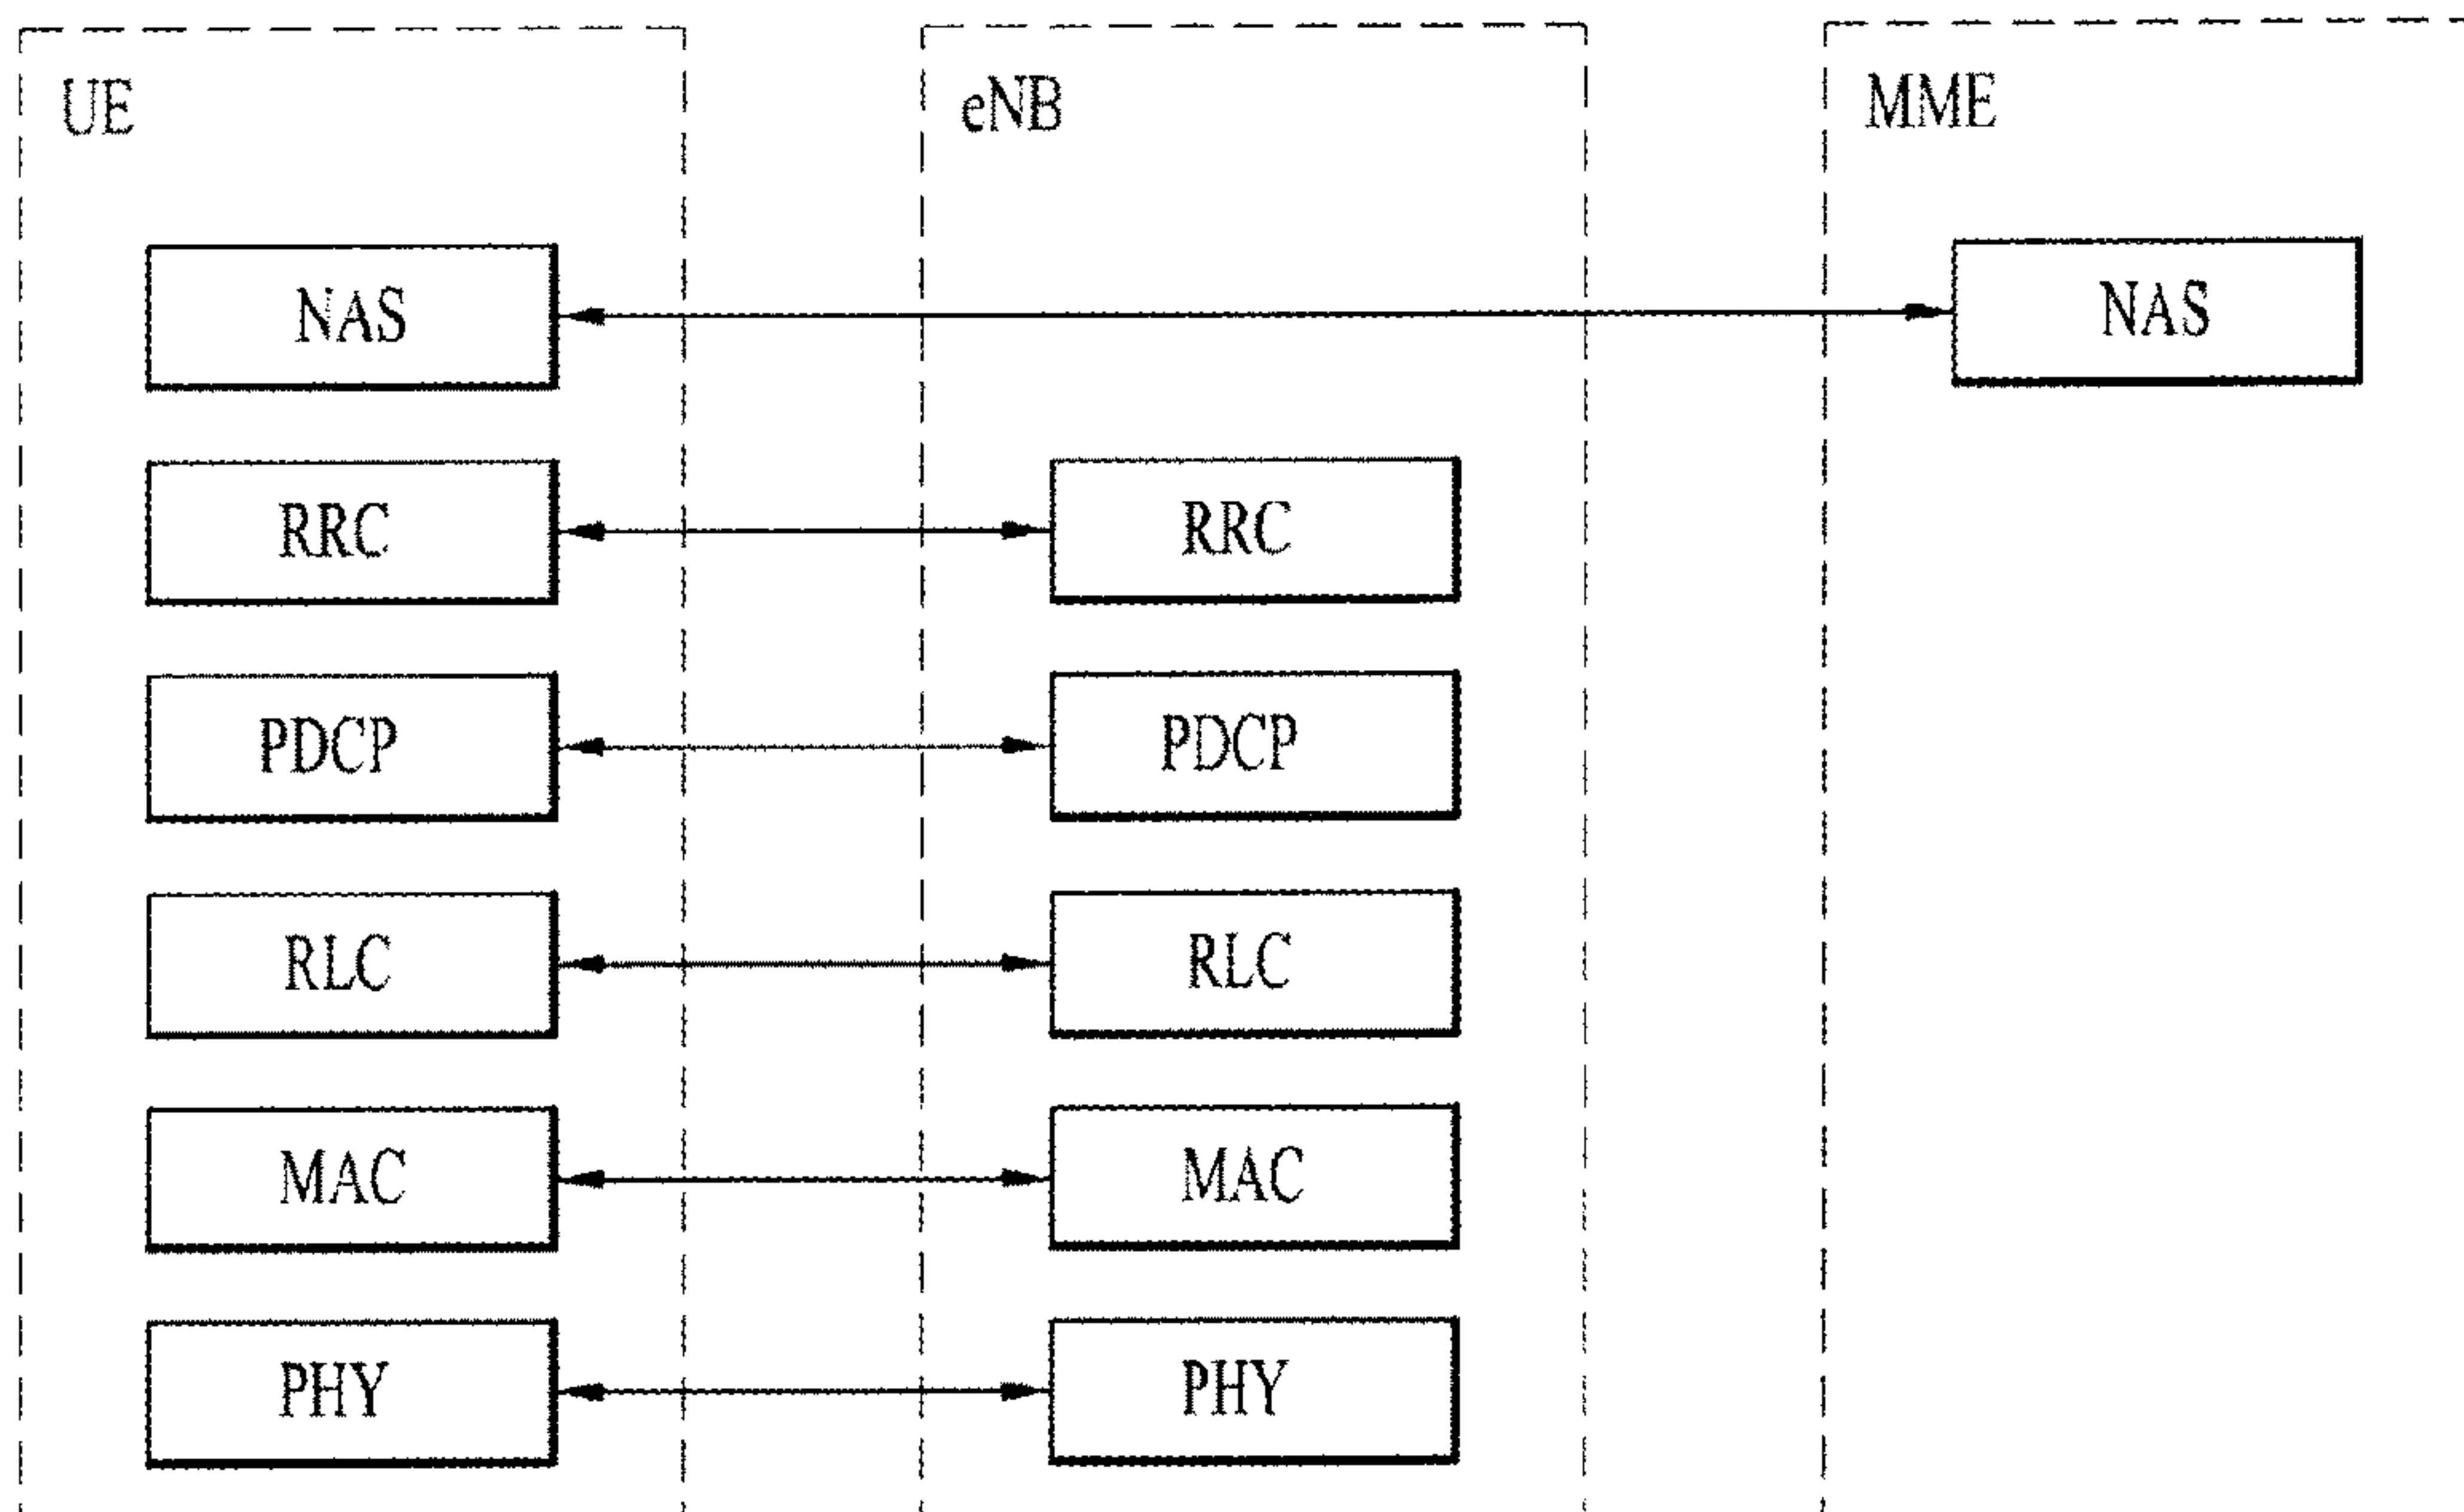 UE
eNB
MME
NAS
NAS
RRC
RRC
PDCP
PDCP
RLC
RLC
MAC
MAC
PHY
PHY